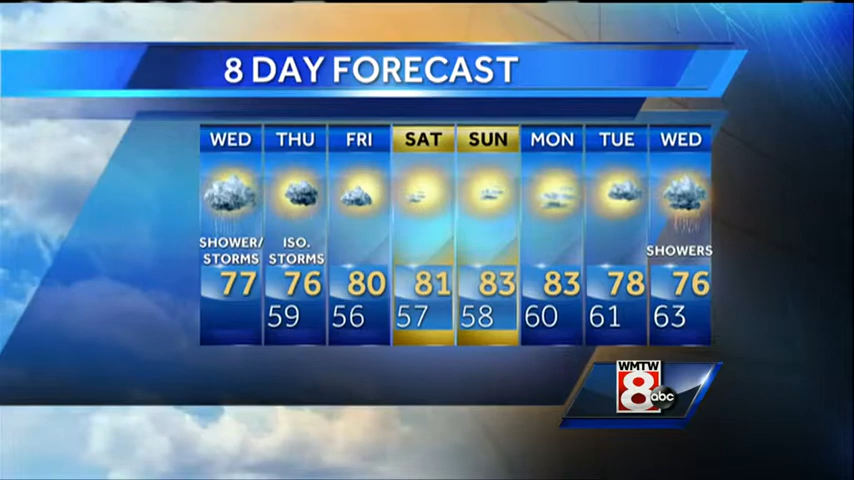 8 DAY FORECAST
WED THU FRI SAT SUN MON TUE WED
SHOWER/ STORMS
ISO. STORMS
SHOWERS
77 76 80 81 83 83 78 76
59 56 57 58 60 61 63
WMTW
8 abc